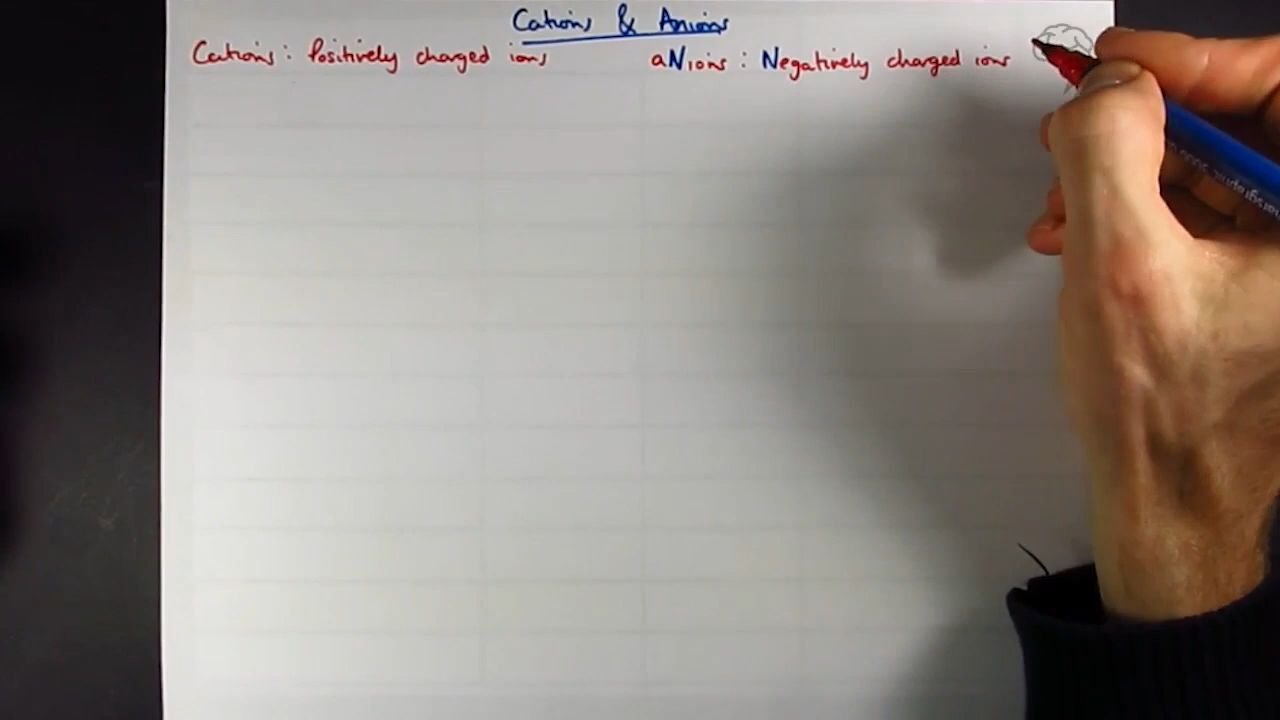 Cations & Anions
Cations : Positively charged ions
aNions : Negatively charged ions